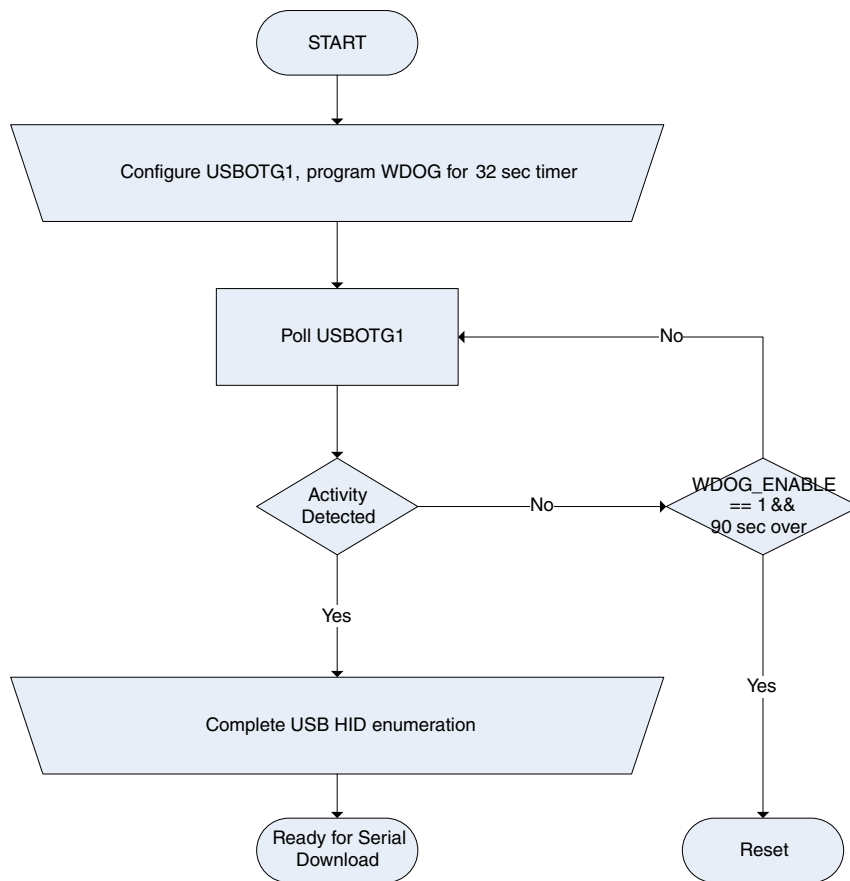 START
Configure USBOTG1, program WDOG for 32 sec timer
Poll USBOTG1
No
Activity
Detected
No
WDOG_ENABLE
== 1 &&
90 sec over
Yes
Yes
Complete USB HID enumeration
Ready for Serial
Download
Reset